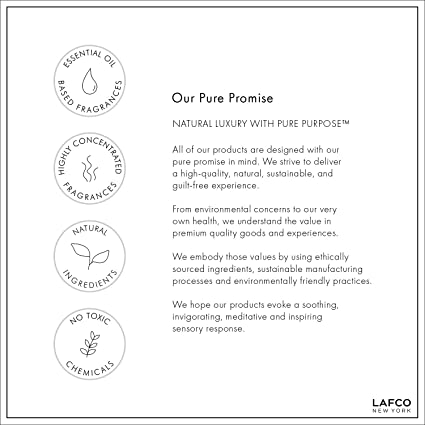 ESSENTIAL OIL
BASED FRAGRANCES
HIGHLY CONCENTRATED
FRAGRANCES
NATURAL
INGREDIENTS
NO TOXIC
CHEMICALS
Our Pure Promise
NATURAL LUXURY WITH PURE PURPOSE™
All of our products are designed with our
pure promise in mind. We strive to deliver
a high-quality, natural, sustainable, and
guilt-free experience.
From environmental concerns to our very
own health, we understand the value in
premium quality goods and experiences.
We embody those values by using ethically
sourced ingredients, sustainable manufacturing
processes and environmentally friendly practices.
We hope our products evoke a soothing,
invigorating, meditative and inspiring
sensory response.
LAFCO
NEW YORK